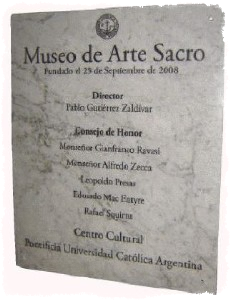 Museo de Arte Sacro
Fundado el 25 de Septiembre de 2008
Director
Pablo Gutiérrez Zaldívar
Consejo de Honor
Monseñor Gianfranco Ravasi
Monseñor Alfredo Zecca
Leopoldo Presas
Eduardo Mac Entyre
Rafael Squirru
Centro Cultural
Pontificia Universidad Católica Argentina